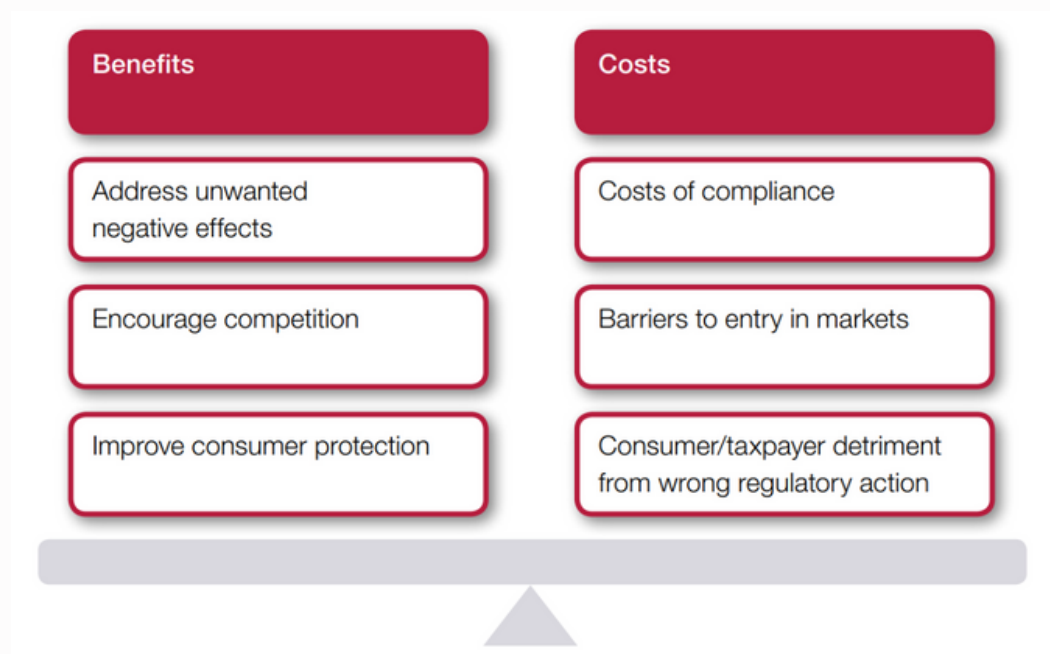 Benefits
Address unwanted
negative effects
Encourage competition
Improve consumer protection
Costs
Costs of compliance
Barriers to entry in markets
Consumer/taxpayer detriment
from wrong regulatory action